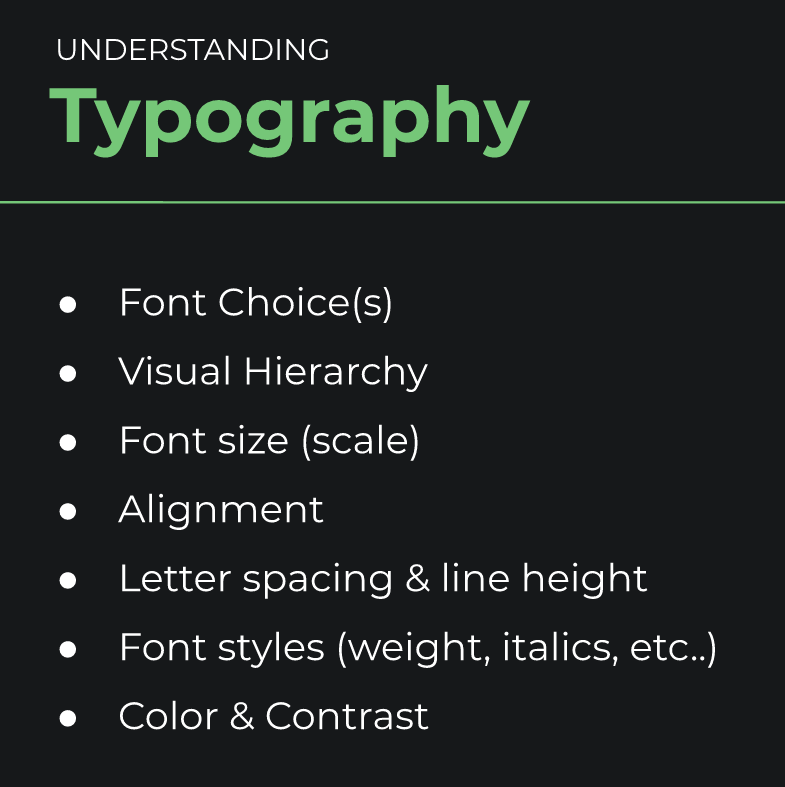 UNDERSTANDING
Typography
● Font Choice(s)
● Visual Hierarchy
● Font size (scale)
● Alignment
● Letter spacing & line height
● Font styles (weight, italics, etc..)
● Color & Contrast